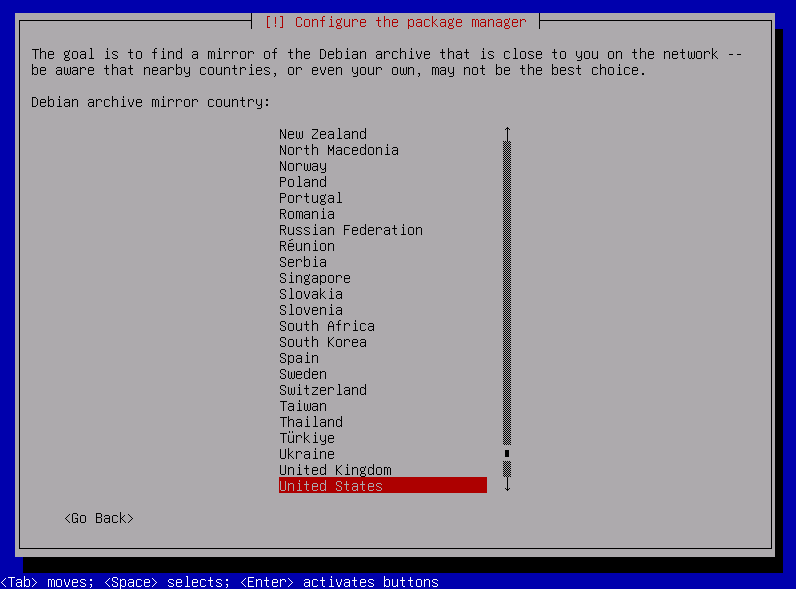 [!] Configure the package manager
The goal is to find a mirror of the Debian archive that is close to you on the network --
be aware that nearby countries, or even your own, may not be the best choice.
Debian archive mirror country:
New Zealand
North Macedonia
Norway
Poland
Portugal
Romania
Russian Federation
Réunion
Serbia
Singapore
Slovakia
Slovenia
South Africa
South Korea
Spain
Sweden
Switzerland
Taiwan
Thailand
Türkiye
Ukraine
United Kingdom
United States
<Go Back>
<Tab> moves; <Space> selects; <Enter> activates buttons